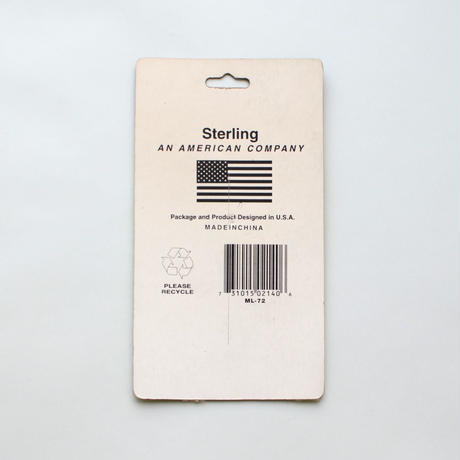 Sterling
AN AMERICAN COMPANY
Package and Product Designed in U.S.A.
MADEINCHINA
PLEASE
RECYCLE
7 31015 02140 6
ML-72